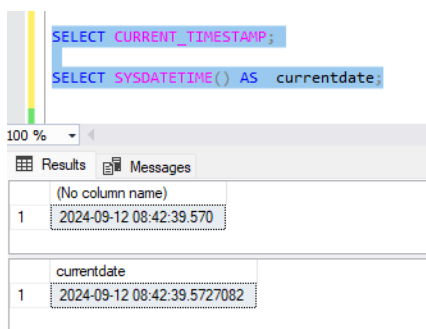 SELECT CURRENT_TIMESTAMP;
SELECT SYSDATETIME() AS  currentdate;
100 %
Results Messages
(No column name)
1 2024-09-12 08:42:39.570
currentdate
1 2024-09-12 08:42:39.5727082